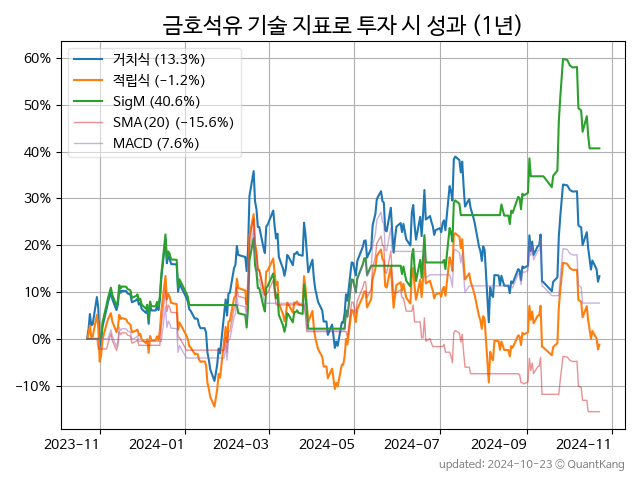 금호석유 기술 지표로 투자 시 성과 (1년)
거치식 (13.3%)
적립식 (−1.2%)
SigM (40.6%)
SMA(20) (−15.6%)
MACD (7.6%)
60%
50%
40%
30%
20%
10%
0%
−10%
2023-11
2024-01
2024-03
2024-05
2024-07
2024-09
2024-11
updated: 2024-10-23 ⓒ QuantKang